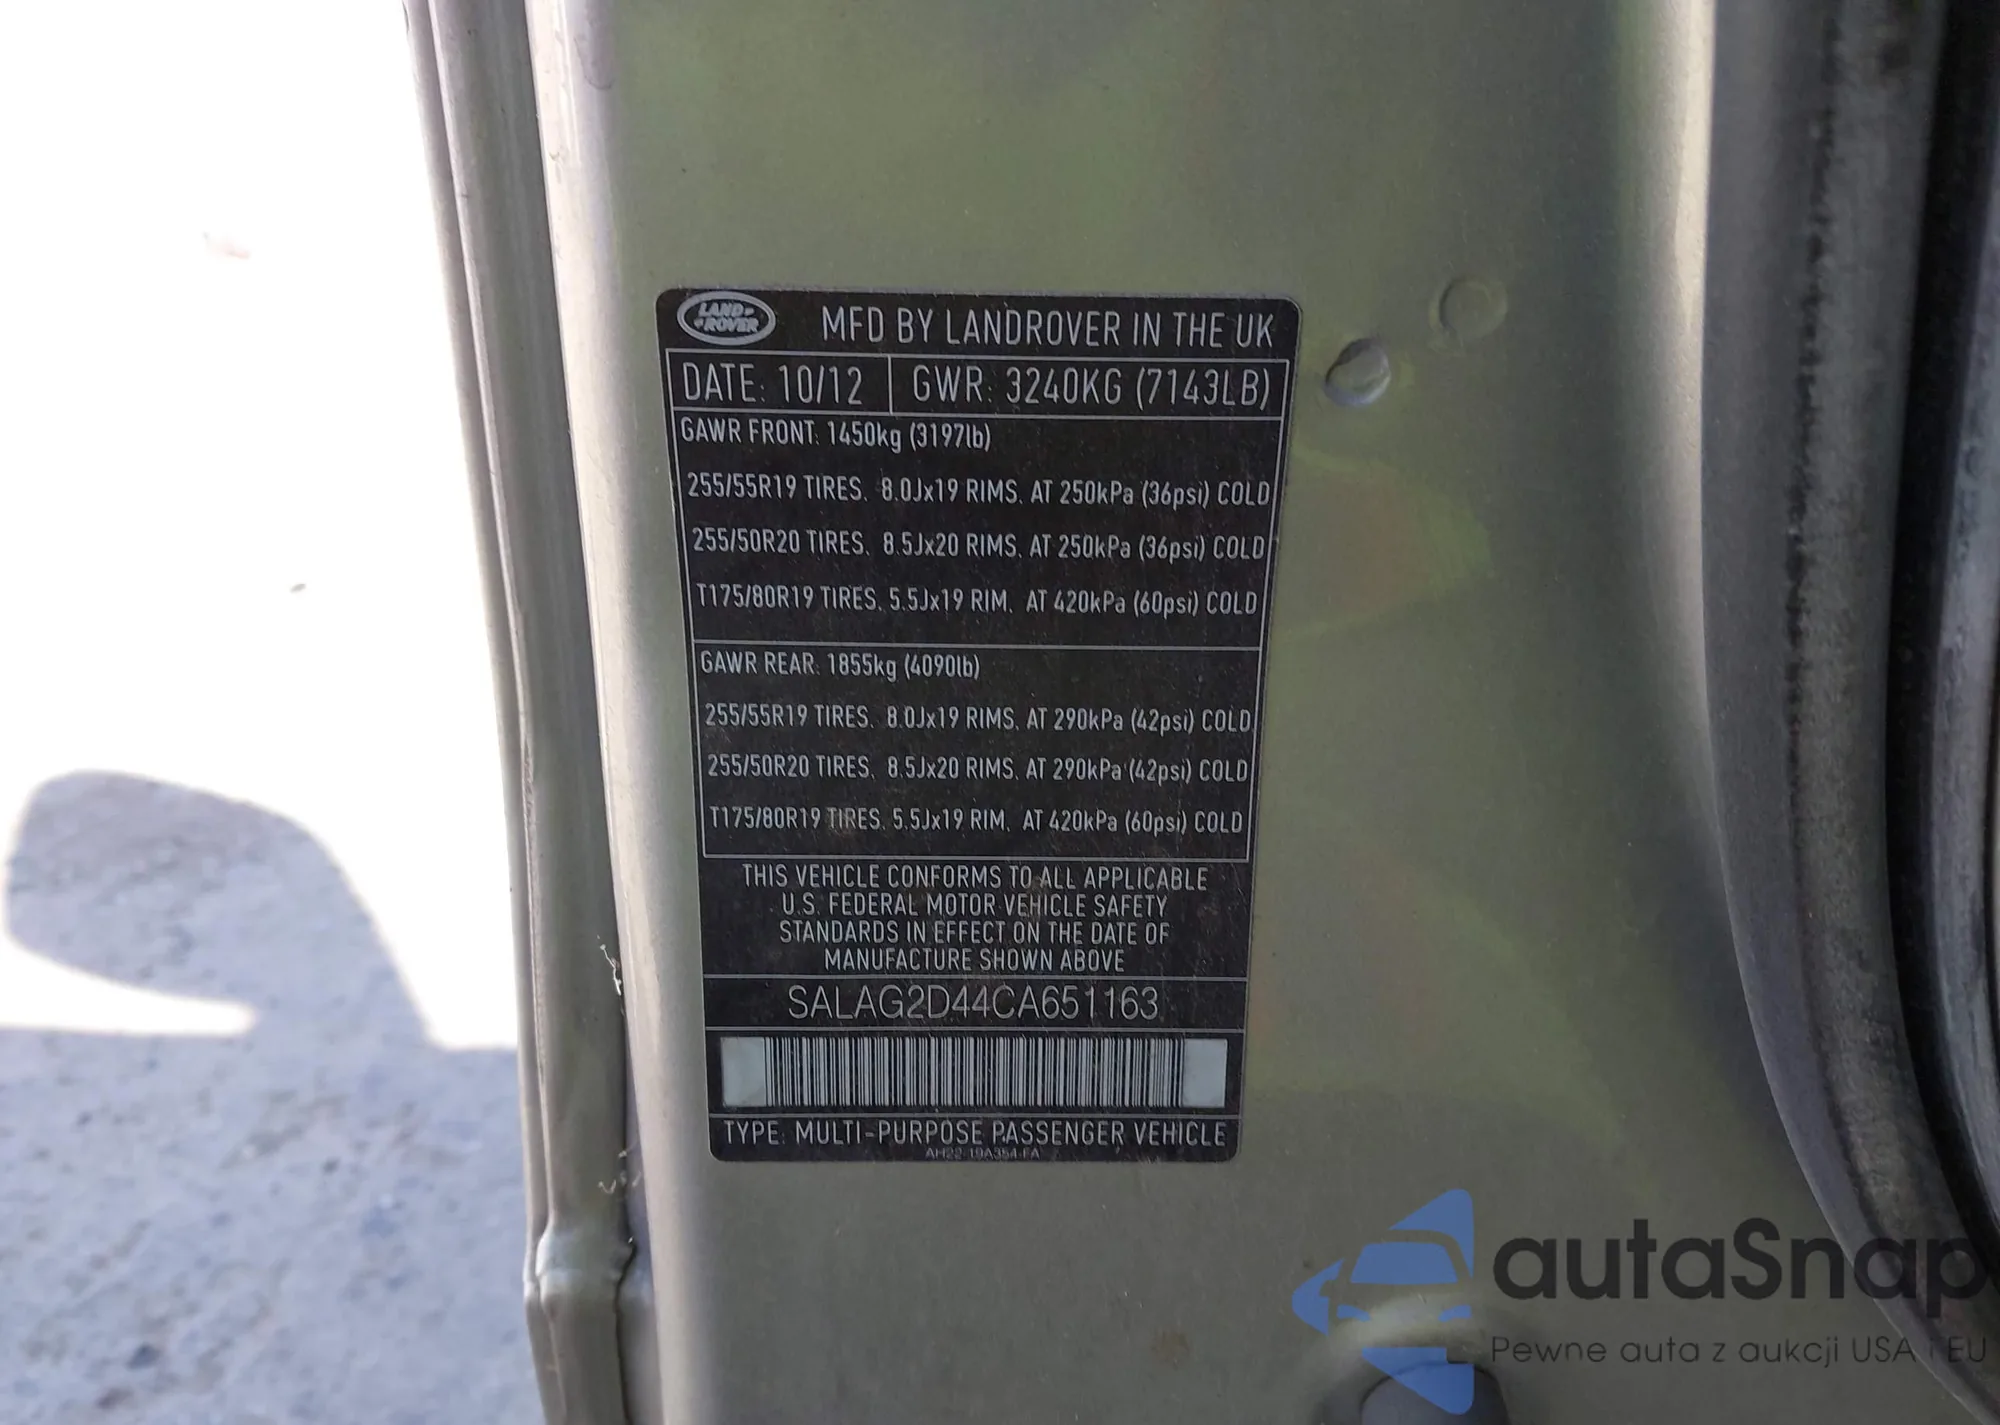 LAND
ROVER
MFD BY LANDROVER IN THE UK
DATE: 10/12 GWR: 3240KG (7143LB)
GAWR FRONT: 1450kg (3197lb)
255/55R19 TIRES, 8.0Jx19 RIMS, AT 250kPa (36psi) COLD
255/50R20 TIRES, 8.5Jx20 RIMS, AT 250kPa (36psi) COLD
T175/80R19 TIRES, 5.5Jx19 RIM, AT 420kPa (60psi) COLD
GAWR REAR: 1855kg (4090lb)
255/55R19 TIRES, 8.0Jx19 RIMS, AT 290kPa (42psi) COLD
255/50R20 TIRES, 8.5Jx20 RIMS, AT 290kPa (42psi) COLD
T175/80R19 TIRES, 5.5Jx19 RIM, AT 420kPa (60psi) COLD
THIS VEHICLE CONFORMS TO ALL APPLICABLE
U.S. FEDERAL MOTOR VEHICLE SAFETY
STANDARDS IN EFFECT ON THE DATE OF
MANUFACTURE SHOWN ABOVE
SALAG2D44CA651163
TYPE: MULTI-PURPOSE PASSENGER VEHICLE
AH22-19A354-FA
autaSnap
Pewne auta z aukcji USA i EU